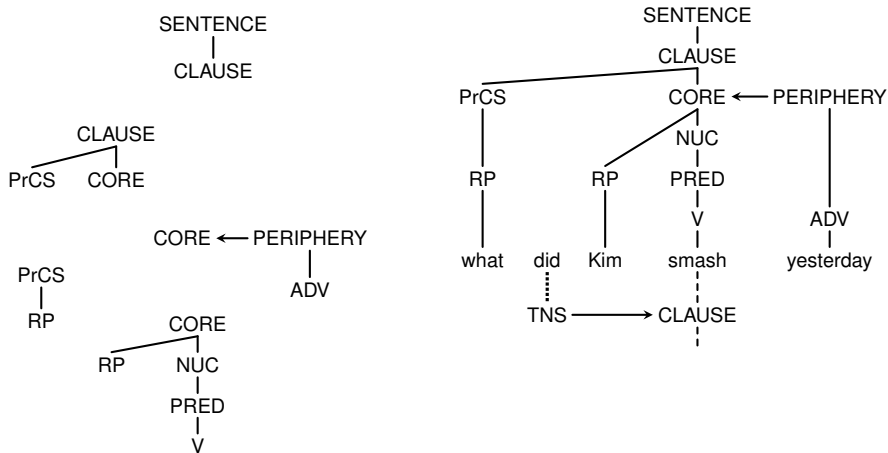 SENTENCE
CLAUSE
CLAUSE
PrCS CORE
CORE PERIPHERY
ADV
PrCS
RP
CORE
RP NUC
PRED
V
SENTENCE
CLAUSE
PrCS CORE PERIPHERY
NUC
RP RP PRED
V ADV
what did Kim smash yesterday
TNS CLAUSE